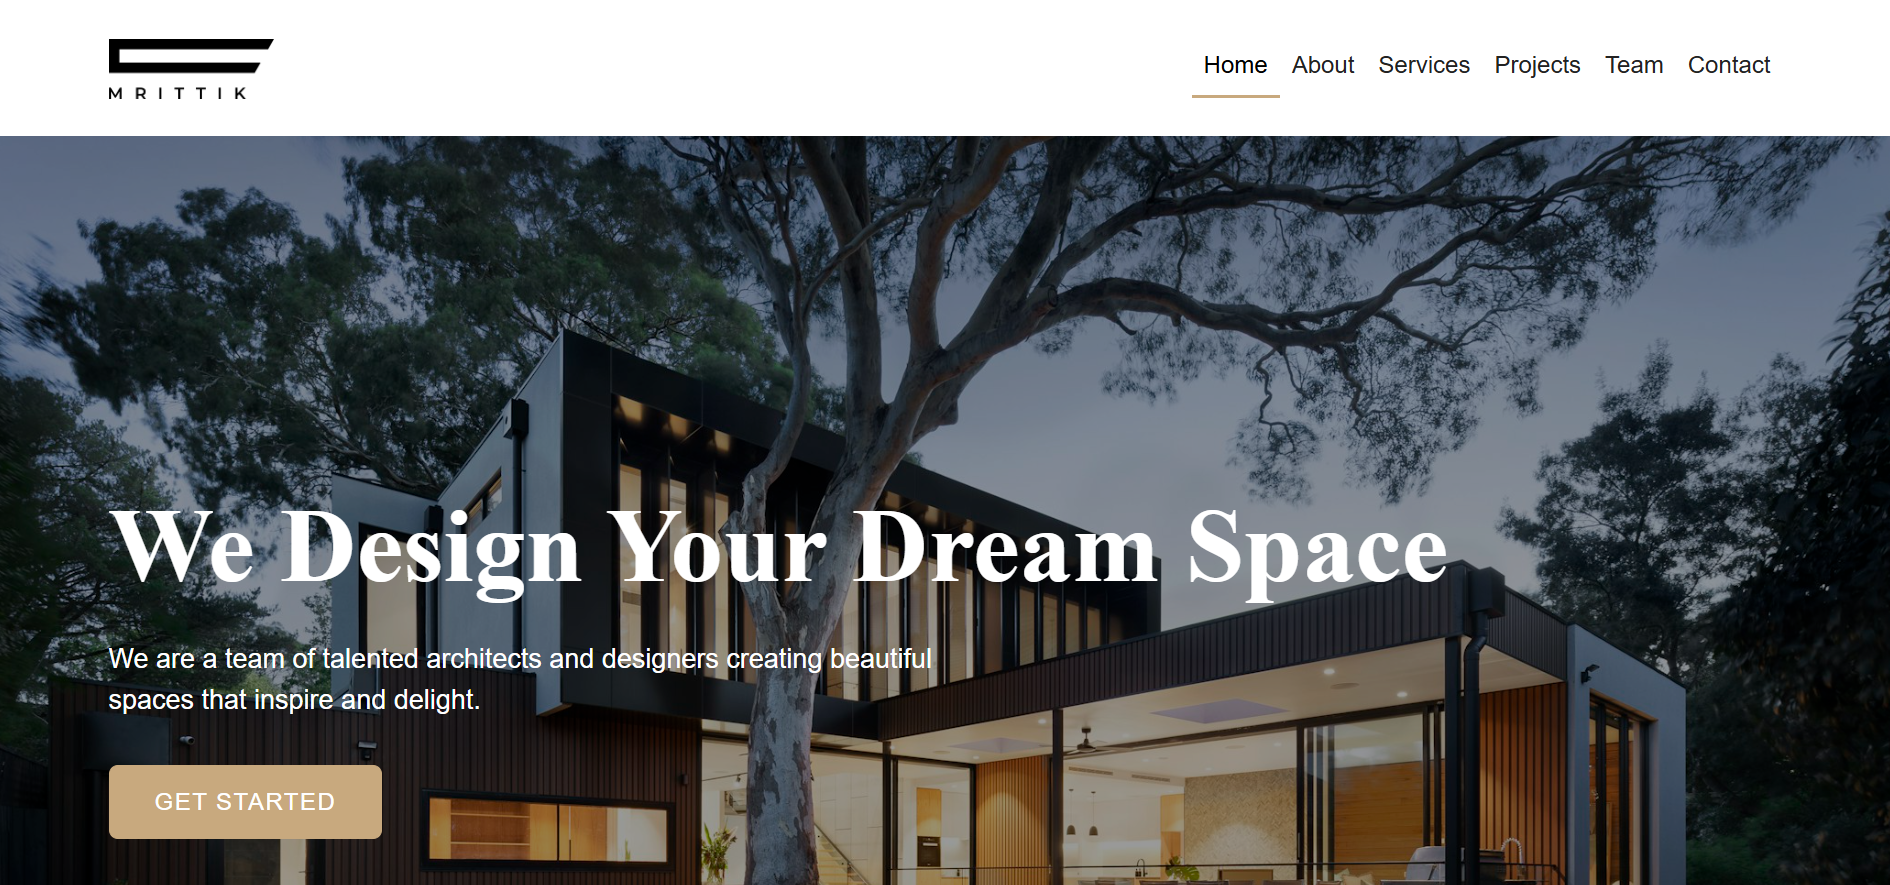 MRITTIK
Home About Services Projects Team Contact
We Design Your Dream Space
We are a team of talented architects and designers creating beautiful
spaces that inspire and delight.
GET STARTED